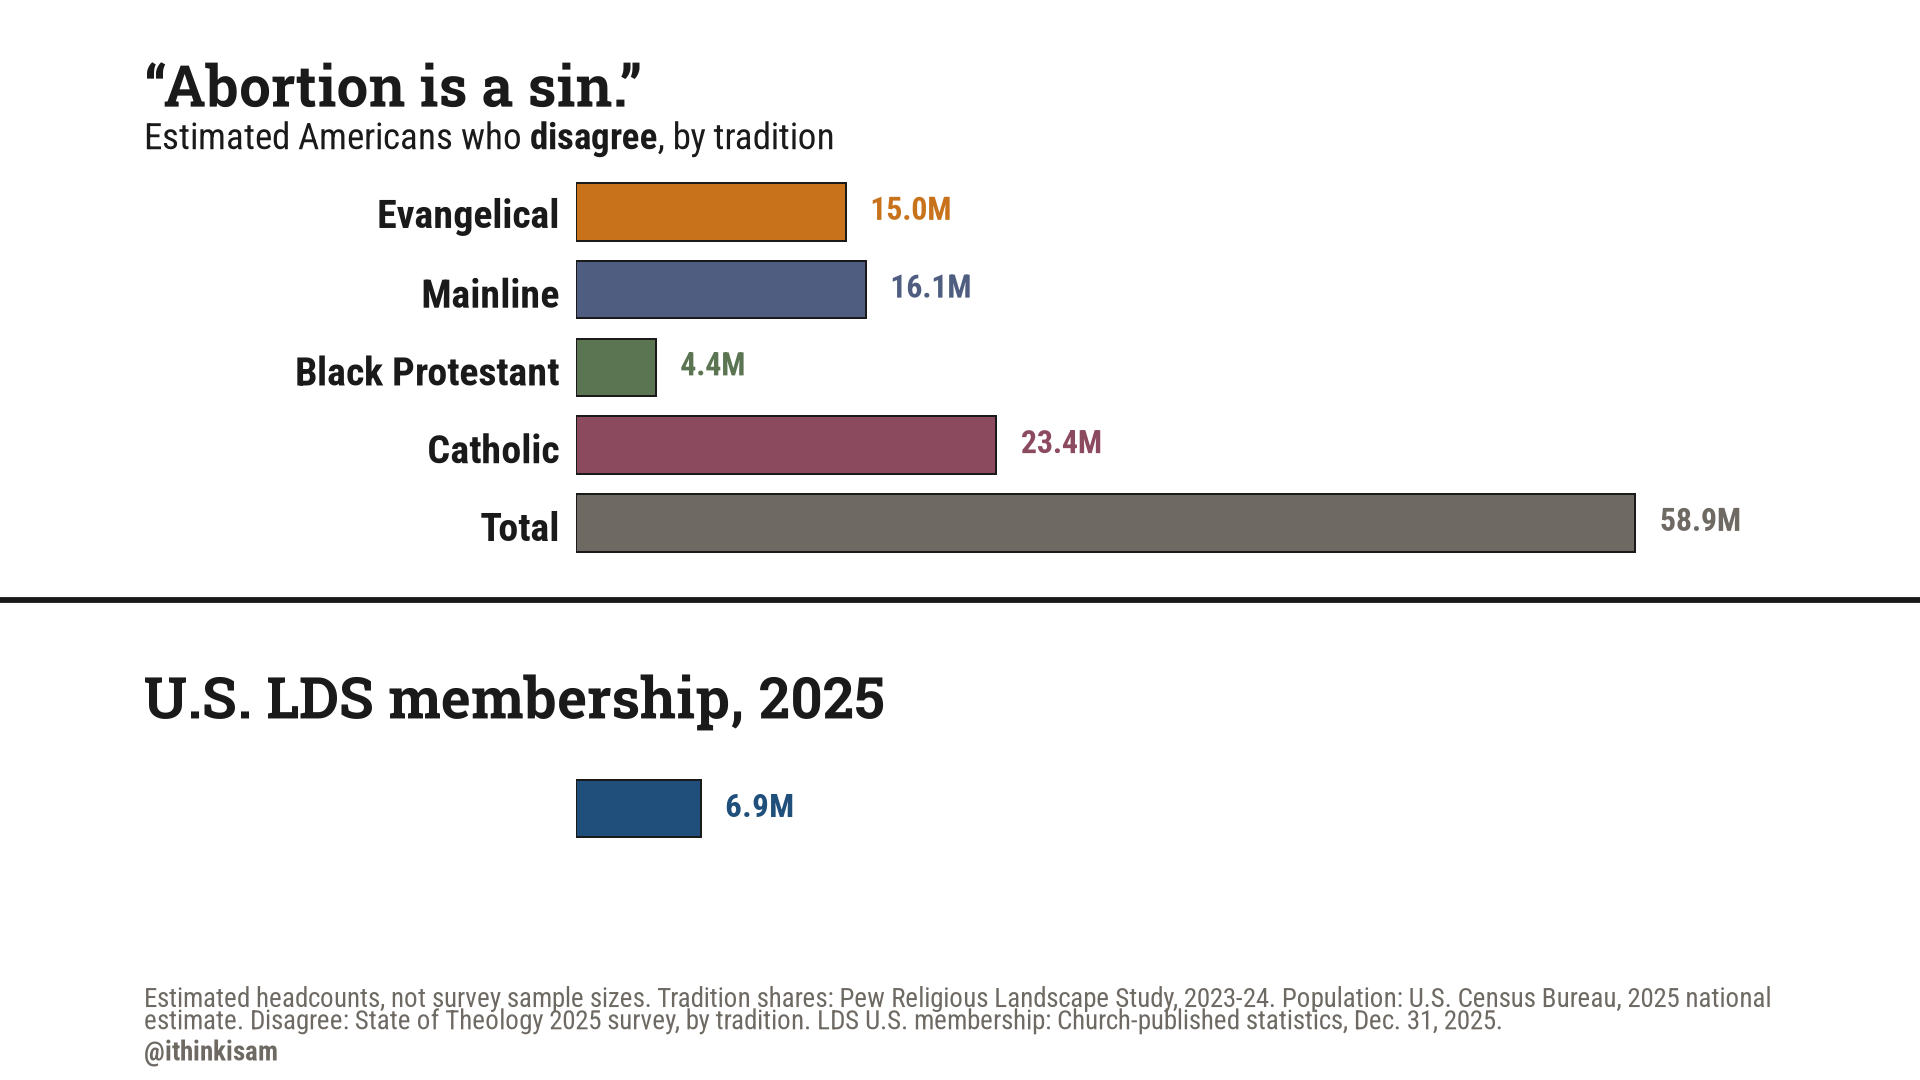 “Abortion is a sin.”
Estimated Americans who disagree, by tradition
Evangelical 15.0M
Mainline 16.1M
Black Protestant 4.4M
Catholic 23.4M
Total 58.9M
U.S. LDS membership, 2025
6.9M
Estimated headcounts, not survey sample sizes. Tradition shares: Pew Religious Landscape Study, 2023-24. Population: U.S. Census Bureau, 2025 national
estimate. Disagree: State of Theology 2025 survey, by tradition. LDS U.S. membership: Church-published statistics, Dec. 31, 2025.
@ithinkisam